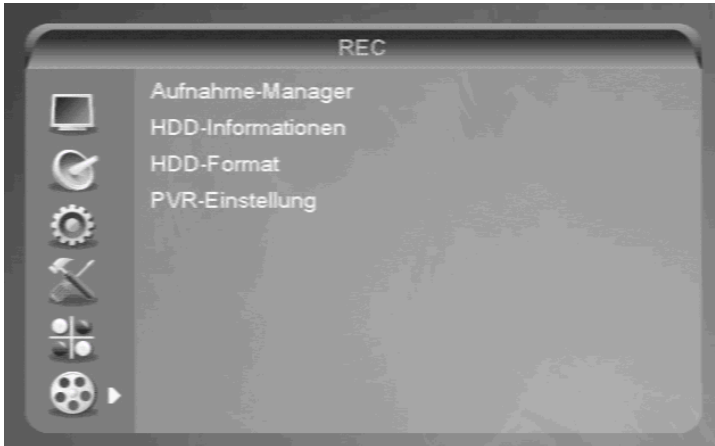 REC
Aufnahme-Manager
HDD-Informationen
HDD-Format
PVR-Einstellung